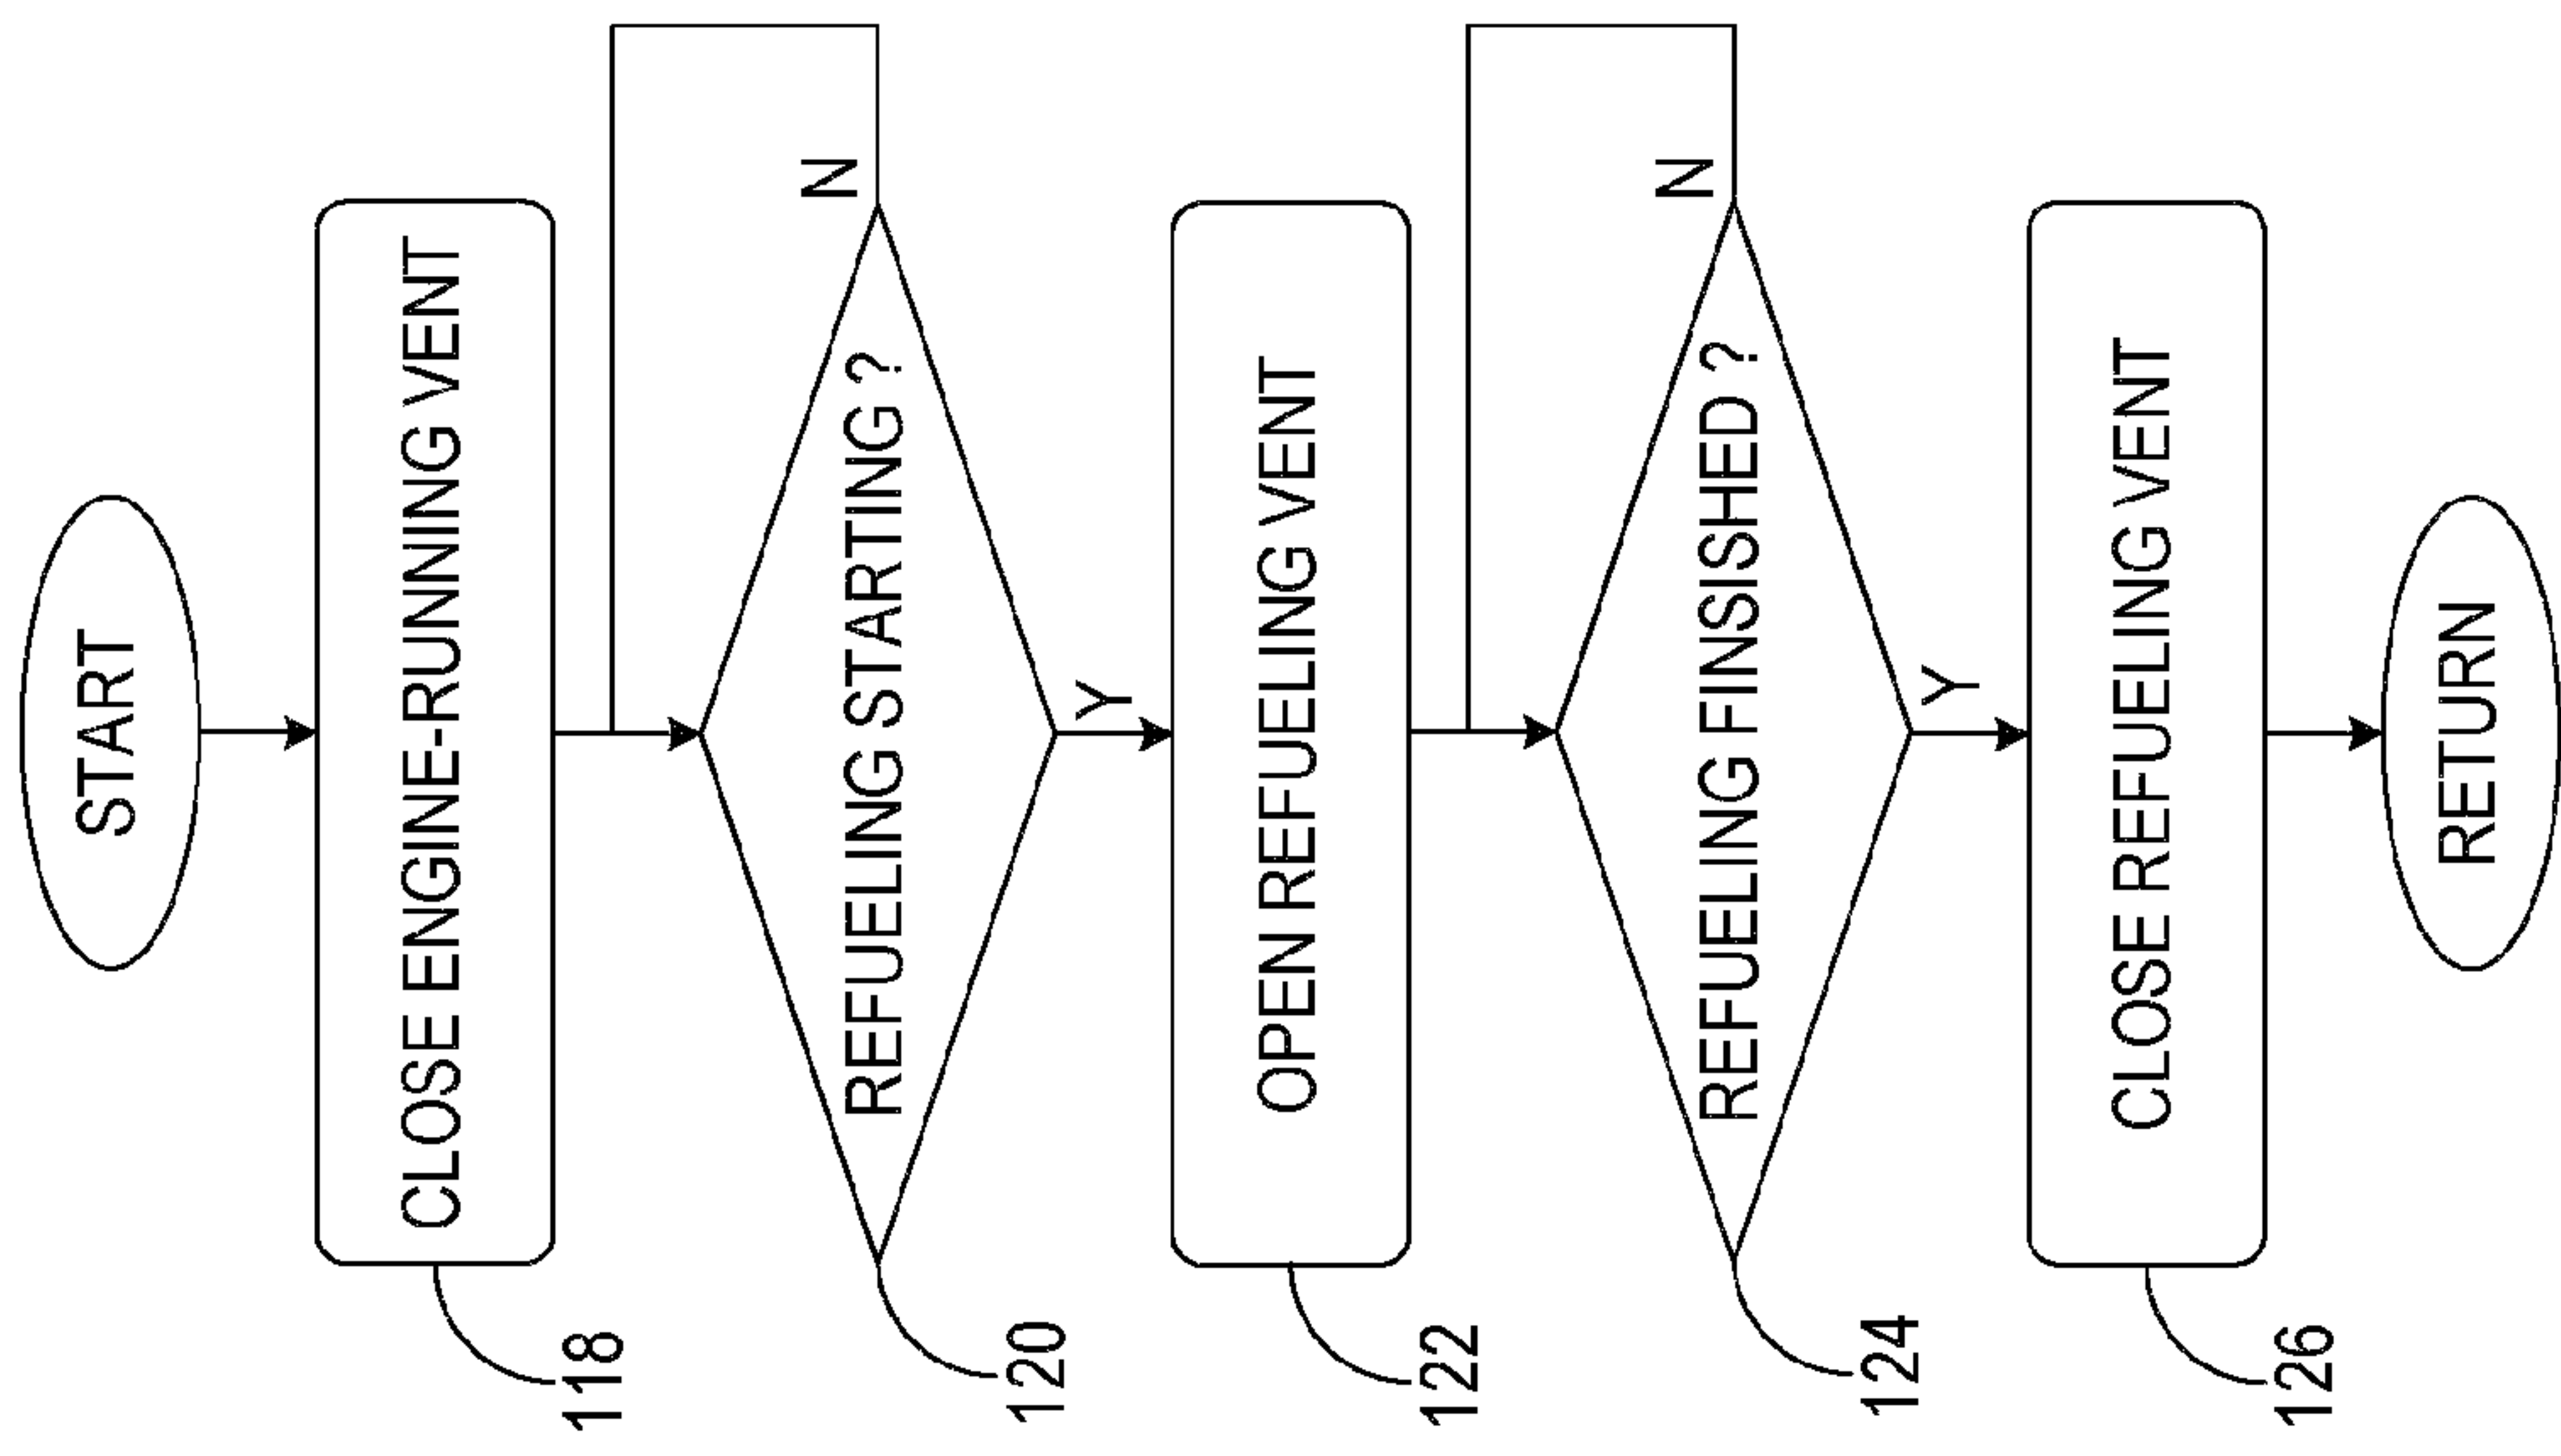 START
CLOSE ENGINE-RUNNING VENT
118
N
REFUELING STARTING ?
120
Y
OPEN REFUELING VENT
122
N
REFUELING FINSISHED ?
124
Y
CLOSE REFUELING VENT
126
RETURN